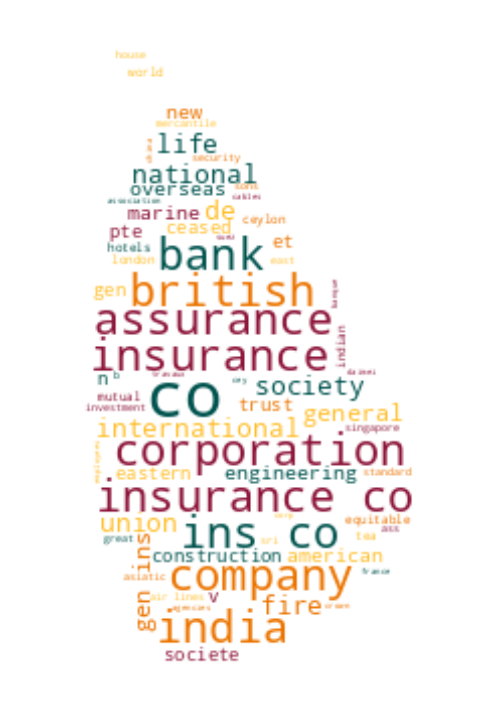 house
world
new
mercantile
life
security
national
overseas sons
association cables
marine de
ceased ceylon
pte
hotels bank et
london east
gen british
assurance
indian
insurance
n b
co society
mutual
investment trust general
international singapore
corporation
eastern engineering standard
insurance co
union ins co equitable
ass
great sri tea
construction american
gen ins
asiatic company france
air lines v
agencies fire crown
india
societe